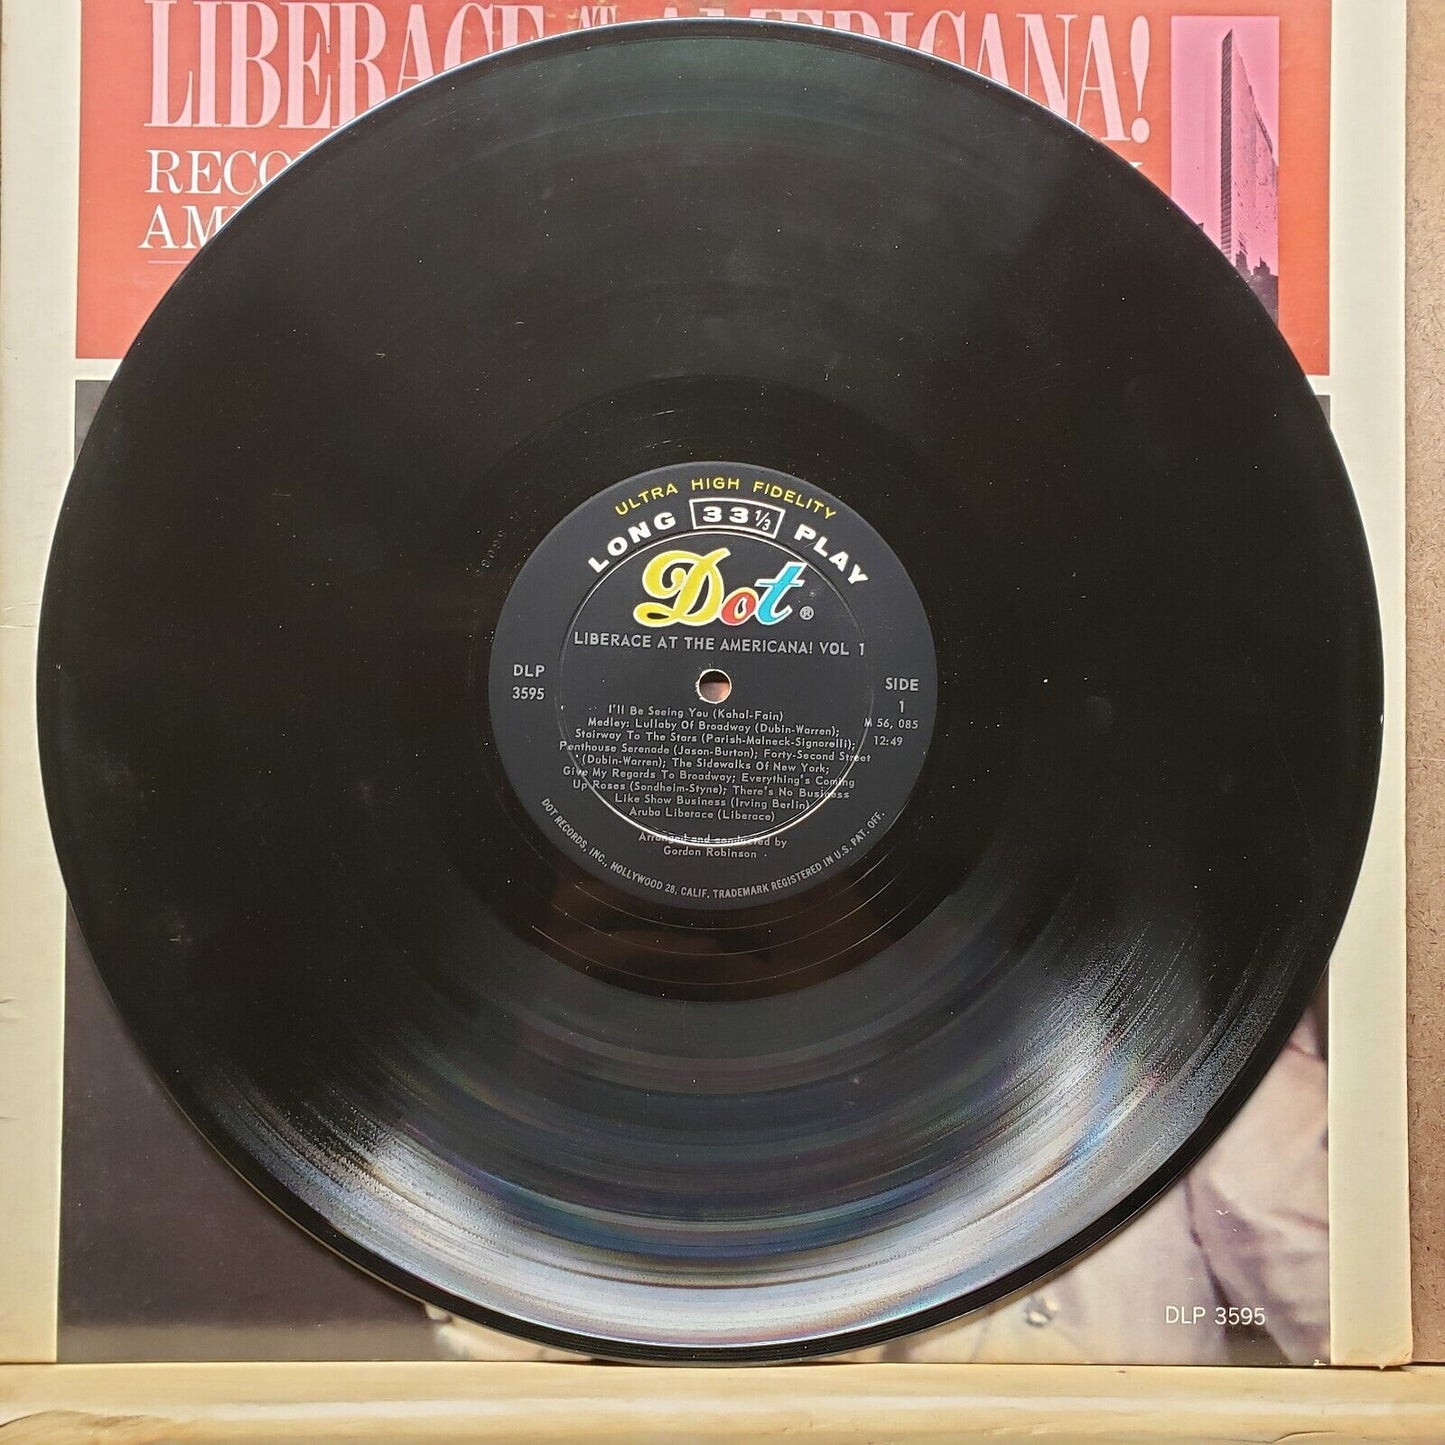 LIBERACE AT AMERICANA!
RECO
AM
ULTRA HIGH FIDELITY
LONG 33 1/3 PLAY
Dot ®
LIBERACE AT THE AMERICANA! VOL 1
DLP
3595
SIDE
1
M 56, 085
12:49
I'll Be Seeing You (Kahal-Fain)
Medley: Lullaby Of Broadway (Dubin-Warren);
Stairway To The Stars (Parish-Malneck-Signorelli);
Penthouse Serenade (Jason-Burton); Forty-Second Street
(Dubin-Warren); The Sidewalks Of New York;
Give My Regards To Broadway; Everything's Coming
Up Roses (Sondheim-Styne); There's No Business
Like Show Business (Irving Berlin)
Aruba Liberace (Liberace)
Arranged and conducted by
Gordon Robinson
DOT RECORDS, INC., HOLLYWOOD 28, CALIF. TRADEMARK REGISTERED IN U.S. PAT. OFF.
DLP 3595